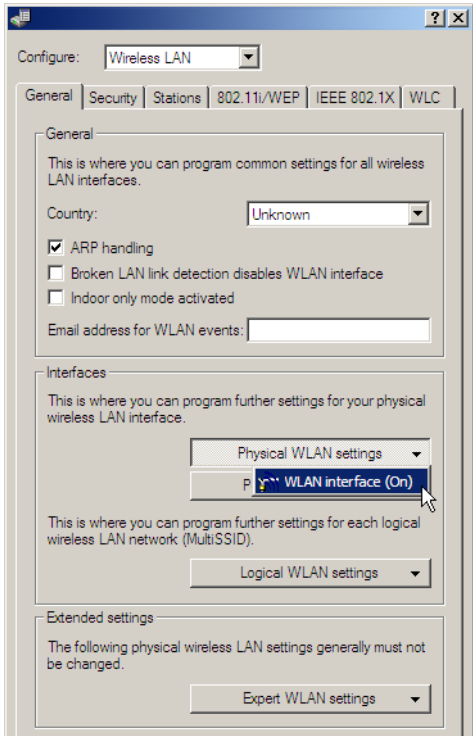 Configure: Wireless LAN
General Security Stations 802.11i/WEP IEEE 802.1X WLC
General
This is where you can program common settings for all wireless
LAN interfaces.
Country: Unknown
ARP handling
Broken LAN link detection disables WLAN interface
Indoor only mode activated
Email address for WLAN events:
Interfaces
This is where you can program further settings for your physical
wireless LAN interface.
Physical WLAN settings
P WLAN interface (On)
This is where you can program further settings for each logical
wireless LAN network (MultiSSID).
Logical WLAN settings
Extended settings
The following physical wireless LAN settings generally must not
be changed.
Expert WLAN settings